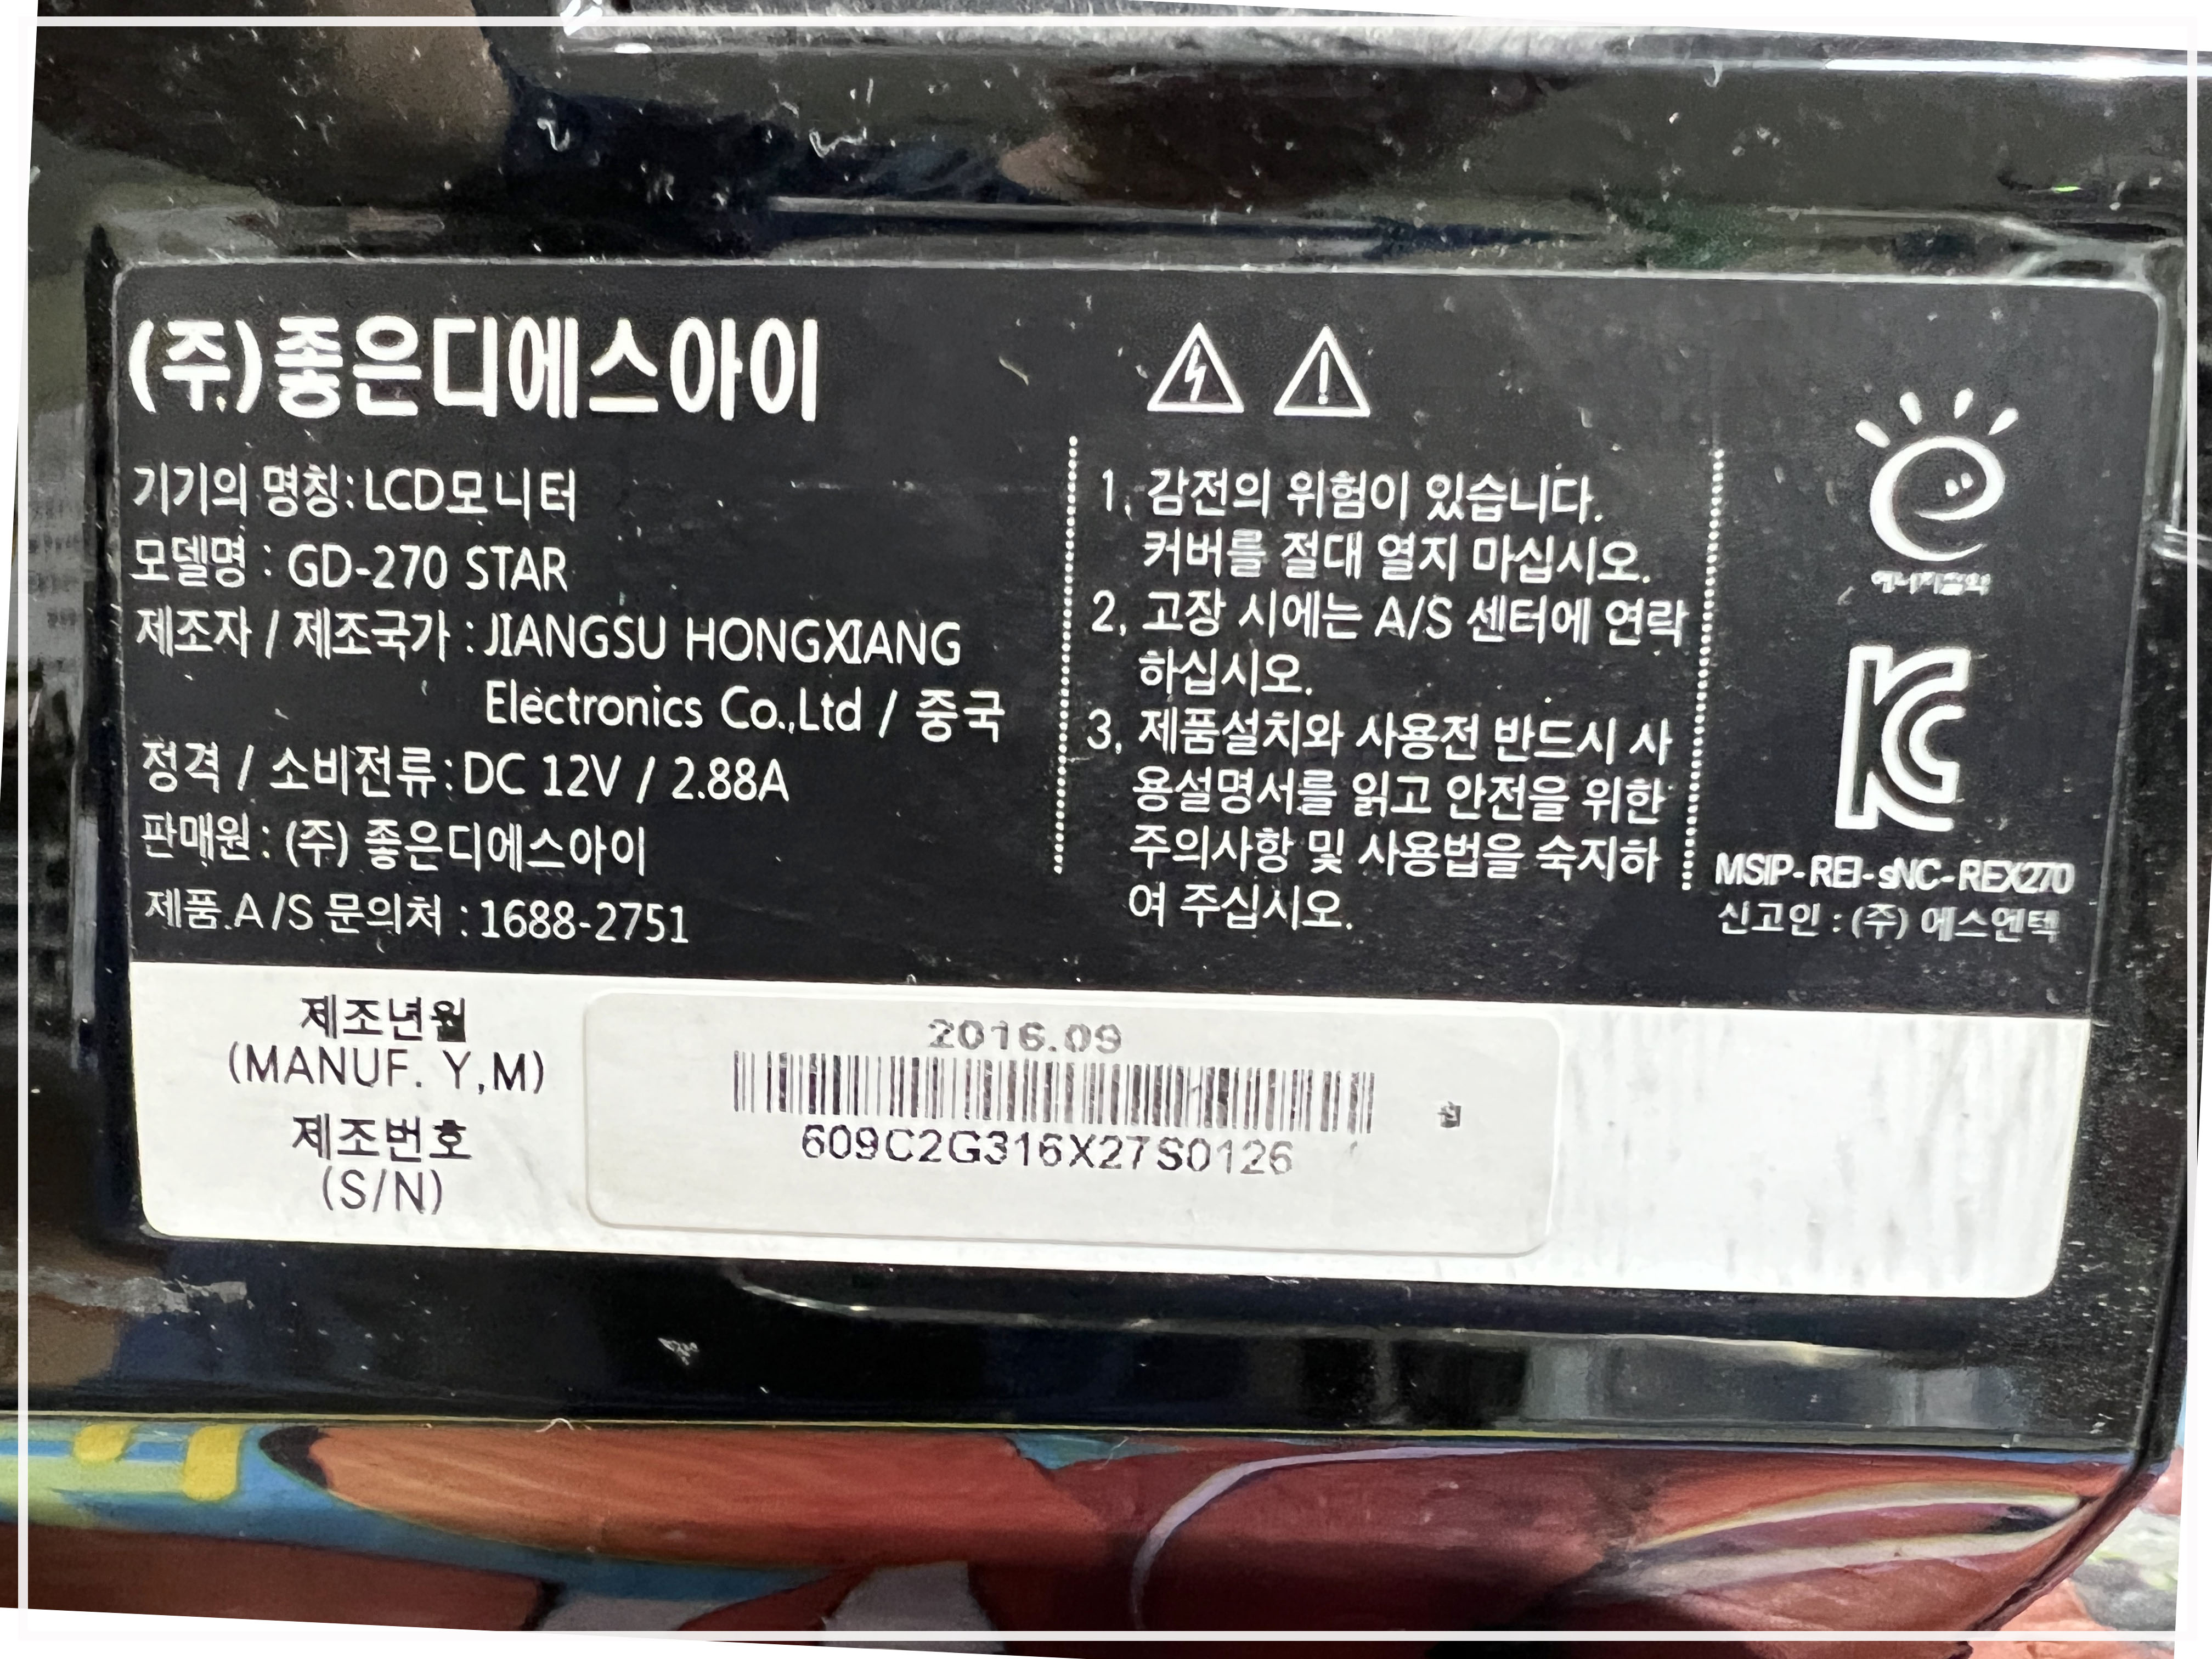 (주)좋은디에스아이
기기의 명칭:LCD모니터
모델명 : GD-270 STAR
제조자 / 제조국가 : JIANGSU HONGXIANG
Electronics Co.,Ltd / 중국
정격 / 소비전류:DC 12V / 2.88A
판매원 : (주) 좋은디에스아이
제품 A/S 문의처 : 1688-2751
1. 감전의 위험이 있습니다.
커버를 절대 열지 마십시오.
2. 고장 시에는 A/S 센터에 연락
하십시오.
3. 제품설치와 사용전 반드시 사
용설명서를 읽고 안전을 위한
주의사항 및 사용법을 숙지하
여 주십시오.
에너지절약
MSIP-REI-sNC-REX270
신고인 : (주) 에스엔텍
제조년월
(MANUF. Y,M)
제조번호
(S/N)
2016.09
609C2G316X27S0126
월